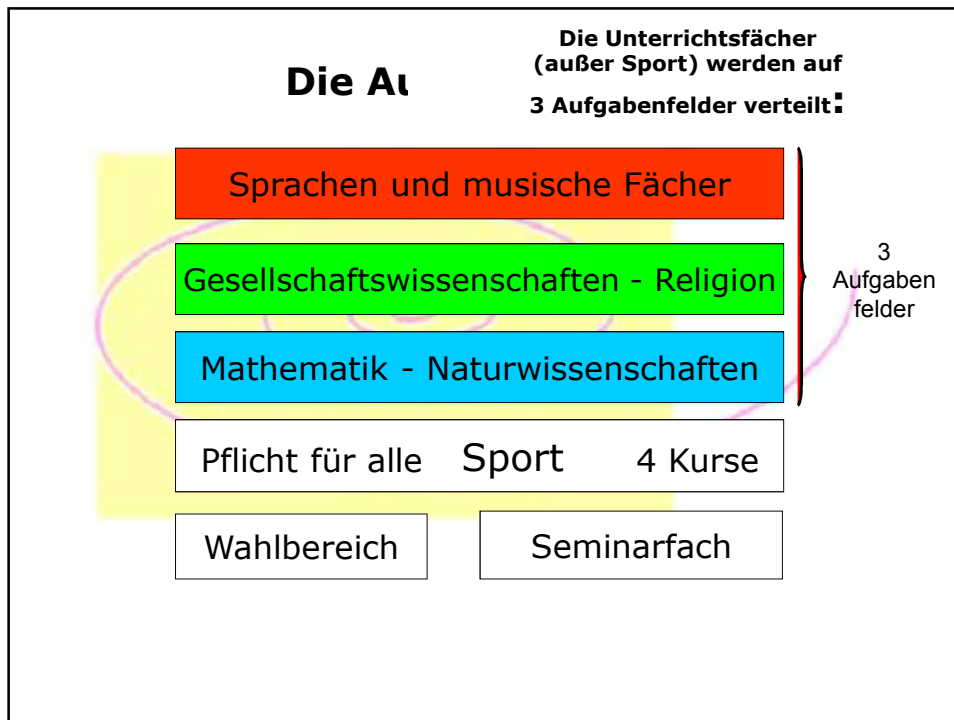 Die Au
Die Unterrichtsfächer
(außer Sport) werden auf
3 Aufgabenfelder verteilt:
Sprachen und musische Fächer
Gesellschaftswissenschaften - Religion
Mathematik - Naturwissenschaften
3
Aufgaben
felder
Pflicht für alle Sport 4 Kurse
Wahlbereich Seminarfach